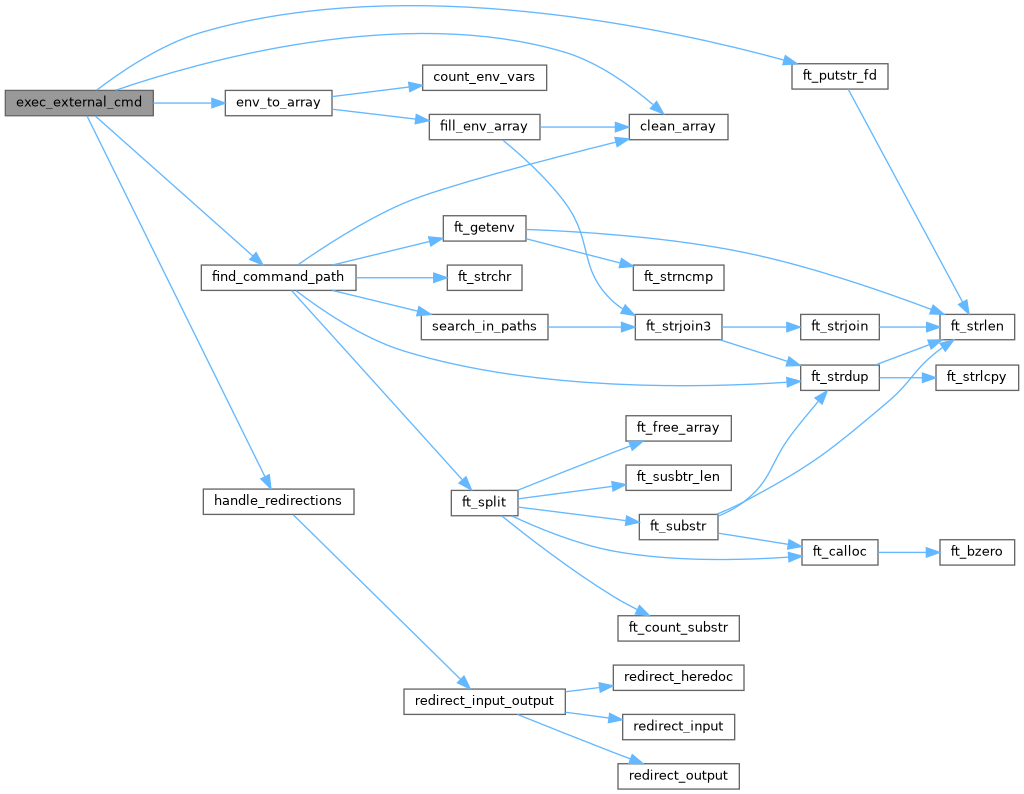 exec_external_cmd
env_to_array
count_env_vars
fill_env_array
clean_array
ft_putstr_fd
find_command_path
ft_getenv
ft_strchr
search_in_paths
ft_strncmp
ft_strjoin3
ft_strjoin
ft_strlen
ft_strdup
ft_strlcpy
ft_split
ft_free_array
ft_susbtr_len
ft_substr
ft_calloc
ft_bzero
ft_count_substr
handle_redirections
redirect_input_output
redirect_heredoc
redirect_input
redirect_output